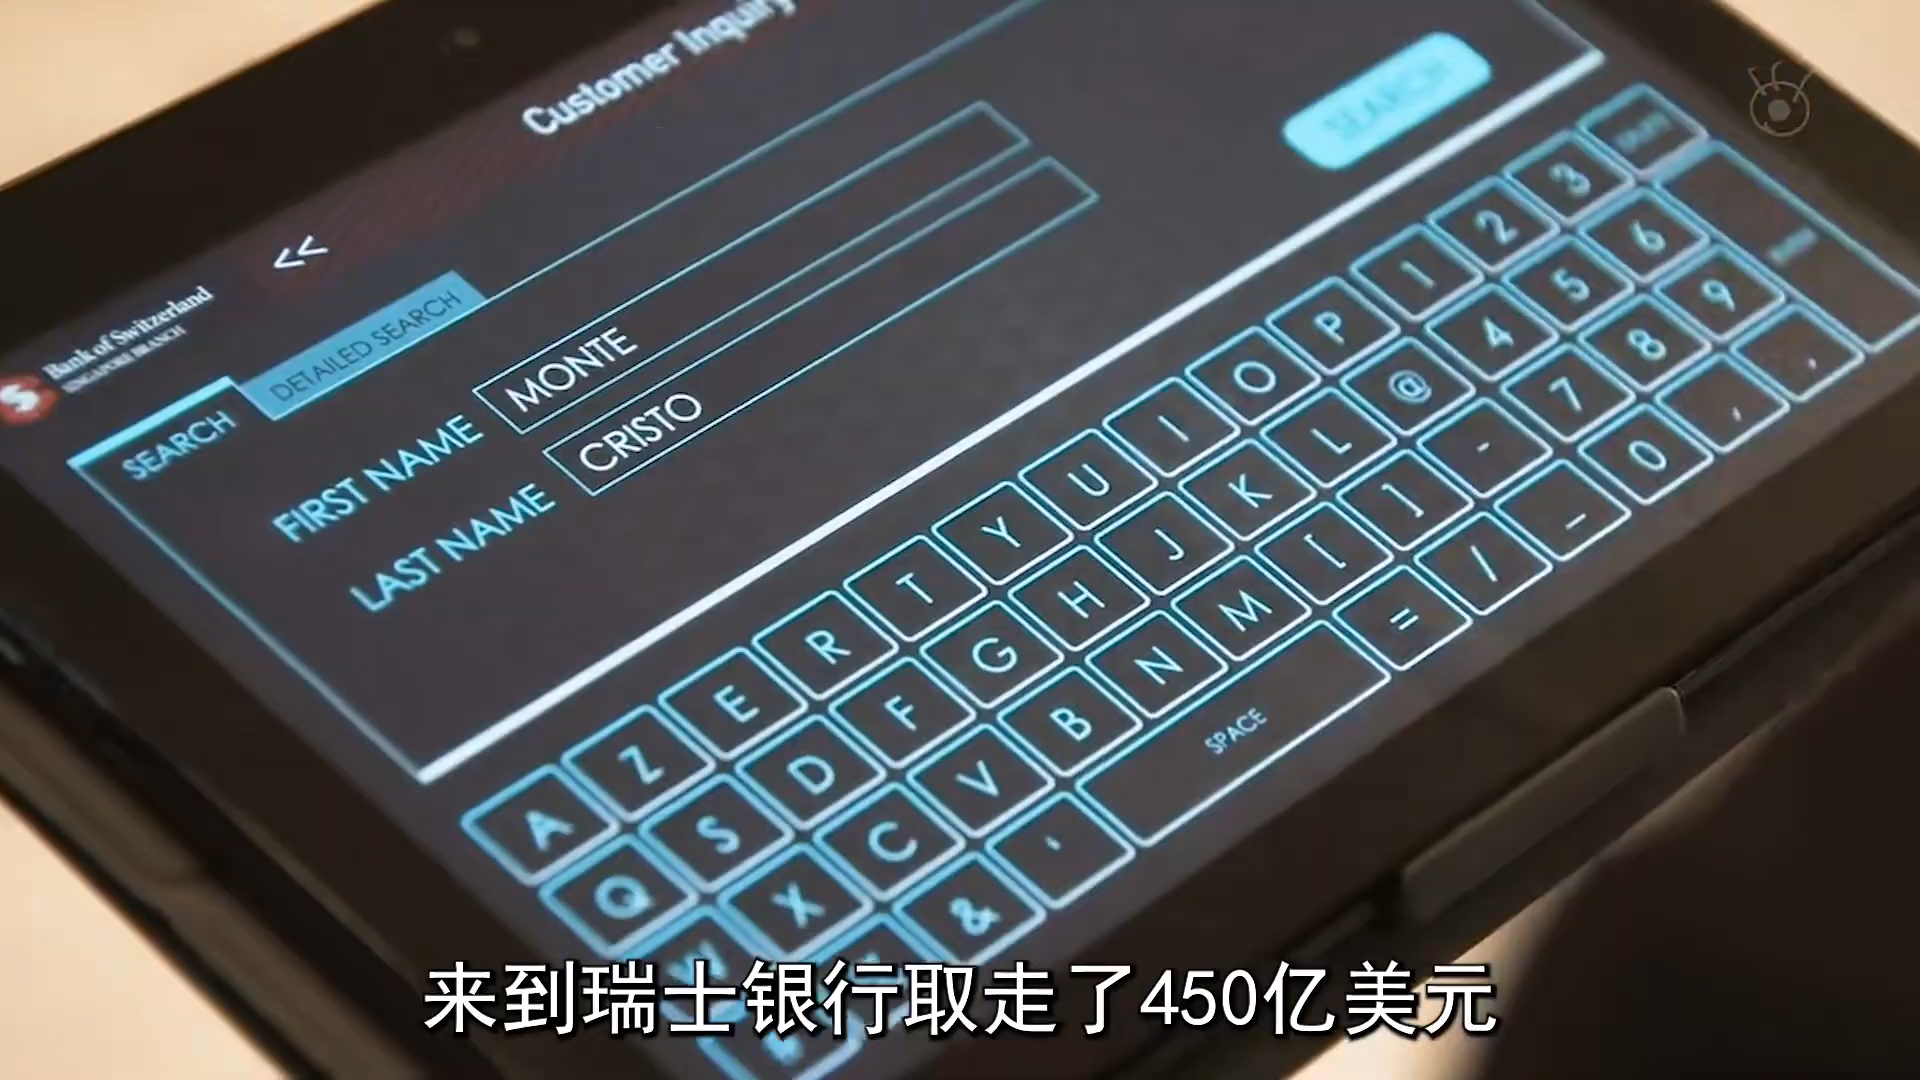 Customer Inquiry
<<
Bank of Switzerland
SINGAPORE BRANCH
SEARCH
DETAILED SEARCH
SEARCH
FIRST NAME MONTE
LAST NAME CRISTO
A Z E R T Y U I O P 1 2 3
Q S D F G H J K L @ 4 5 6
W X C V B N M [ ] - 7 8 9
& ' SPACE = / _ 0 , .
来到瑞士银行取走了450亿美元